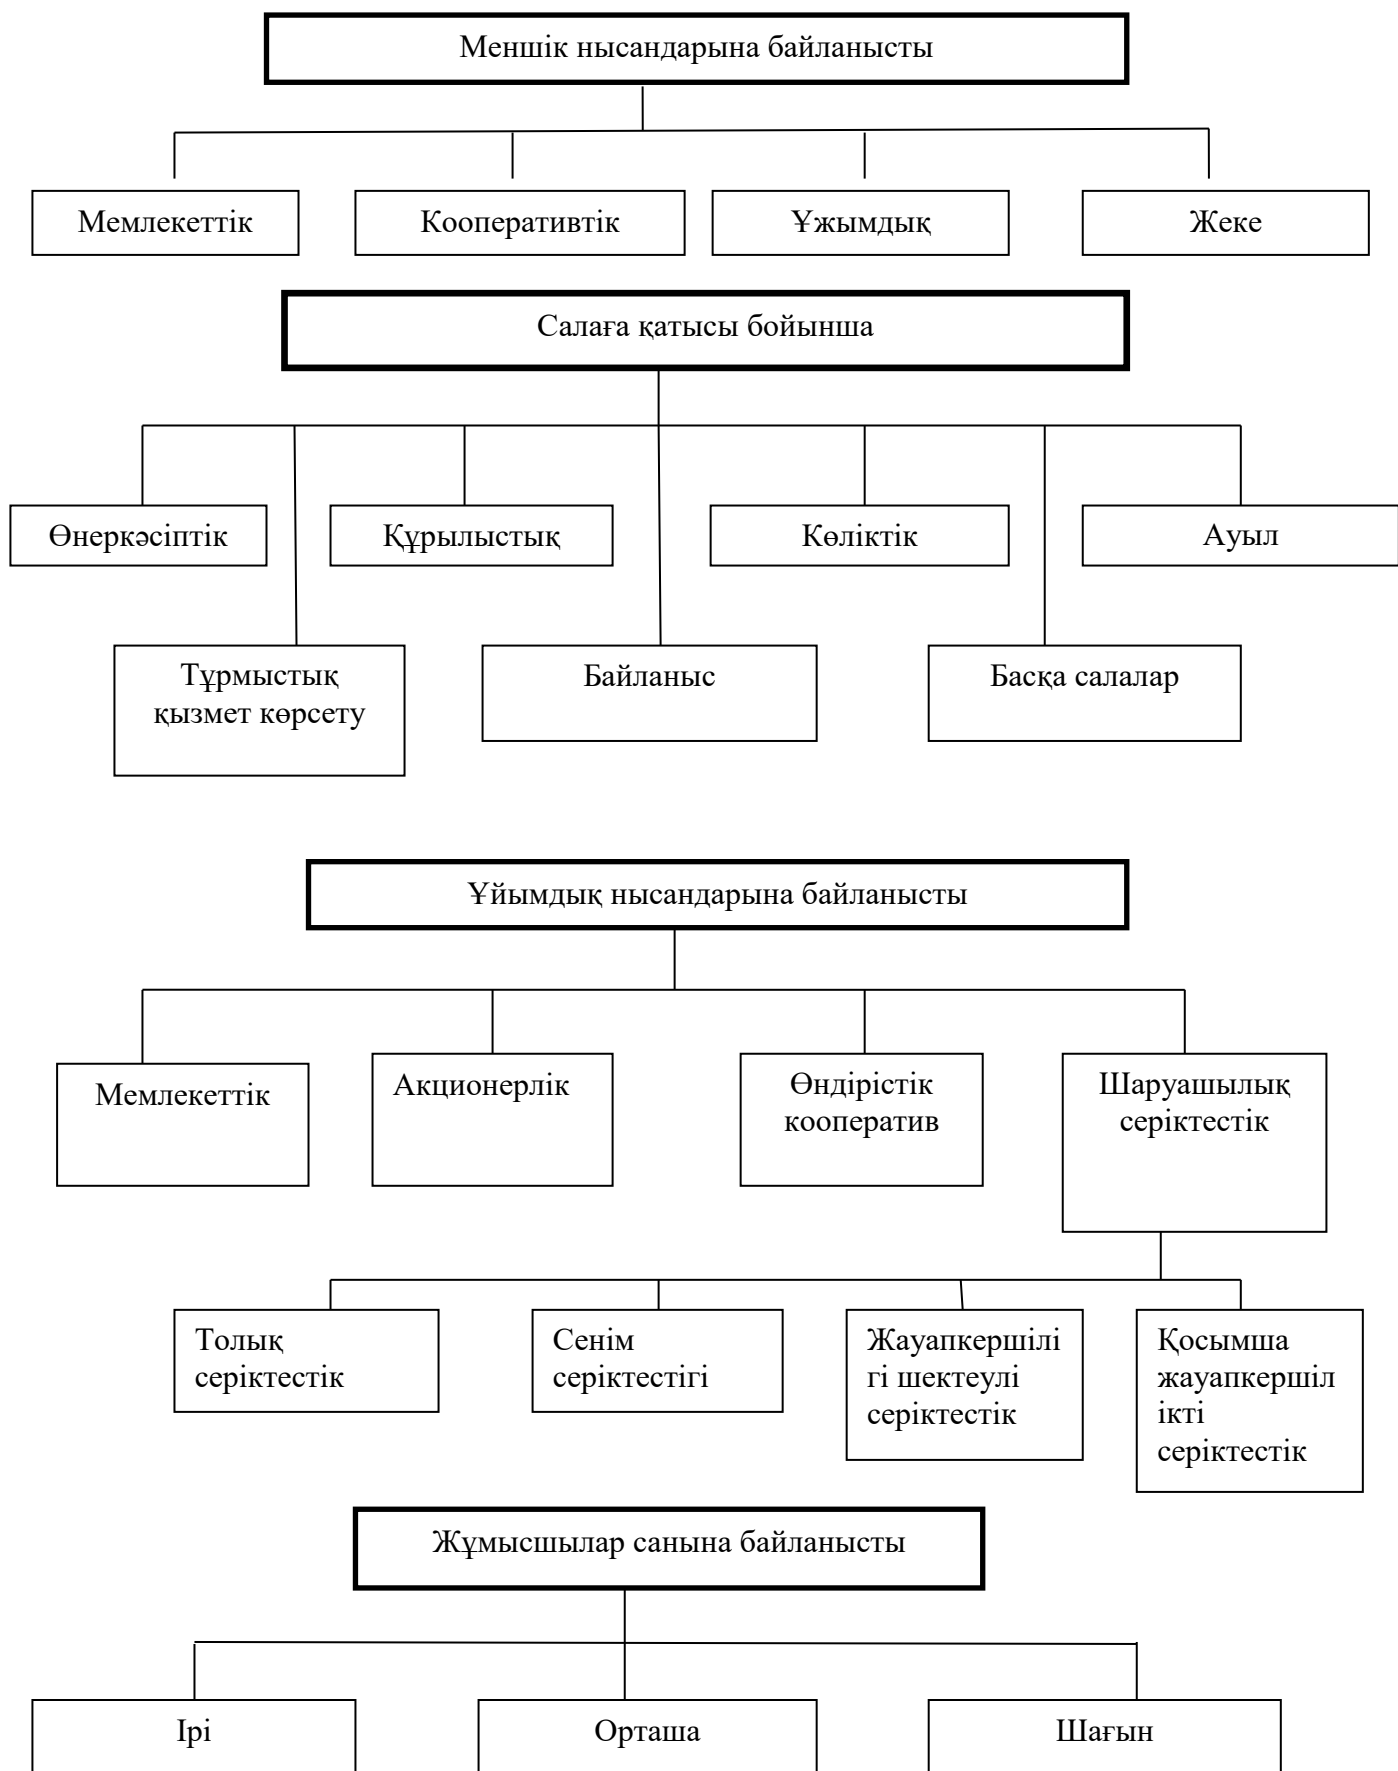 Меншік нысандарына байланысты
Мемлекеттік
Кооперативтік
Ұжымдық
Жеке
Салаға қатысы бойынша
Өнеркәсіптік
Құрылыстық
Көліктік
Ауыл
Тұрмыстық
қызмет көрсету
Байланыс
Басқа салалар
Ұйымдық нысандарына байланысты
Мемлекеттік
Акционерлік
Өндірістік
кооператив
Шаруашылық
серіктестік
Толық
серіктестік
Сенім
серіктестігі
Жауапкершілі
гі шектеулі
серіктестік
Қосымша
жауапкершіл
ікті
серіктестік
Жұмысшылар санына байланысты
Ірі
Орташа
Шағын